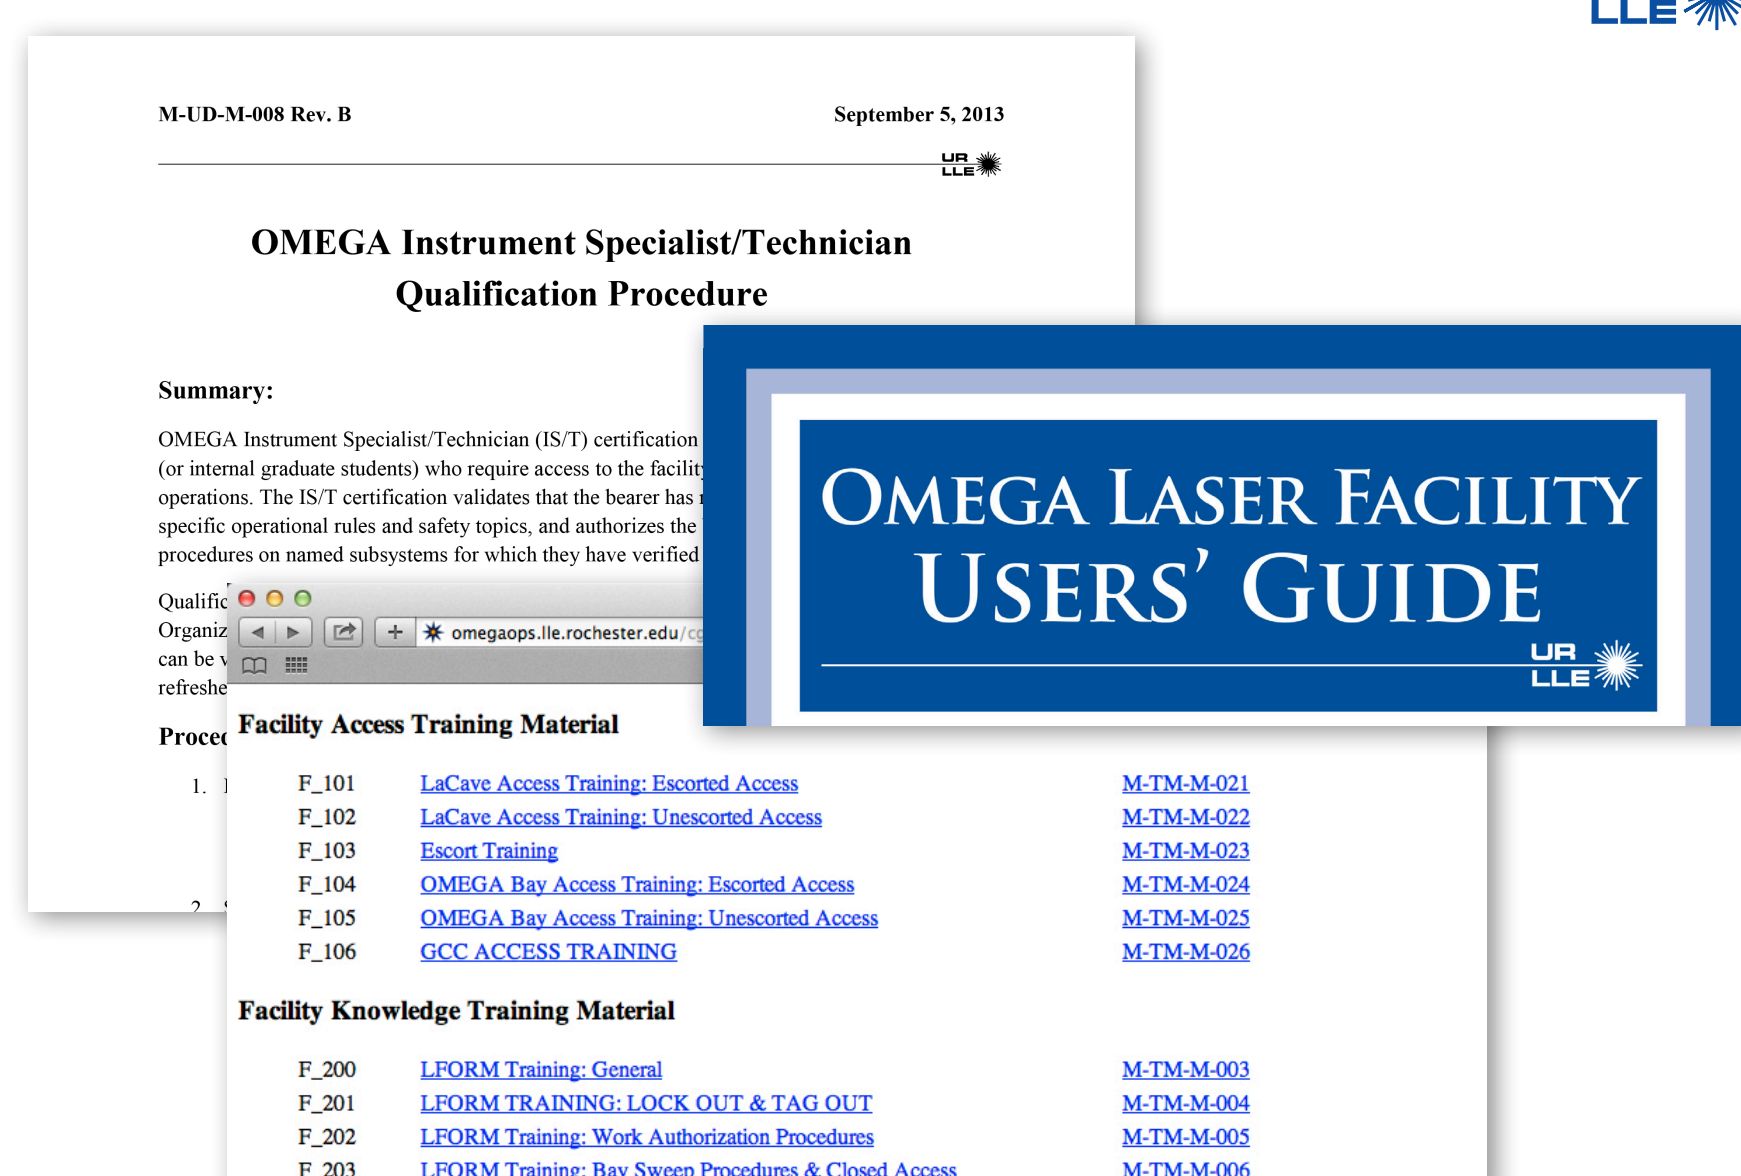 LLE
M-UD-M-008 Rev. B September 5, 2013
UR
LLE
OMEGA Instrument Specialist/Technician
Qualification Procedure
Summary:
OMEGA Instrument Specialist/Technician (IS/T) certification
(or internal graduate students) who require access to the facility
operations. The IS/T certification validates that the bearer has
specific operational rules and safety topics, and authorizes the
procedures on named subsystems for which they have verified
Qualific
Organiz
can be
refreshe
Proced
1.
2.
OMEGA LASER FACILITY
USERS’ GUIDE
UR
LLE
omegaops.lle.rochester.edu/cg
Facility Access Training Material
F_101 LaCave Access Training: Escorted Access M-TM-M-021
F_102 LaCave Access Training: Unescorted Access M-TM-M-022
F_103 Escort Training M-TM-M-023
F_104 OMEGA Bay Access Training: Escorted Access M-TM-M-024
F_105 OMEGA Bay Access Training: Unescorted Access M-TM-M-025
F_106 GCC ACCESS TRAINING M-TM-M-026
Facility Knowledge Training Material
F_200 LFORM Training: General M-TM-M-003
F_201 LFORM TRAINING: LOCK OUT & TAG OUT M-TM-M-004
F_202 LFORM Training: Work Authorization Procedures M-TM-M-005
F_203 LFORM Training: Bay Sweep Procedures & Closed Access M-TM-M-006